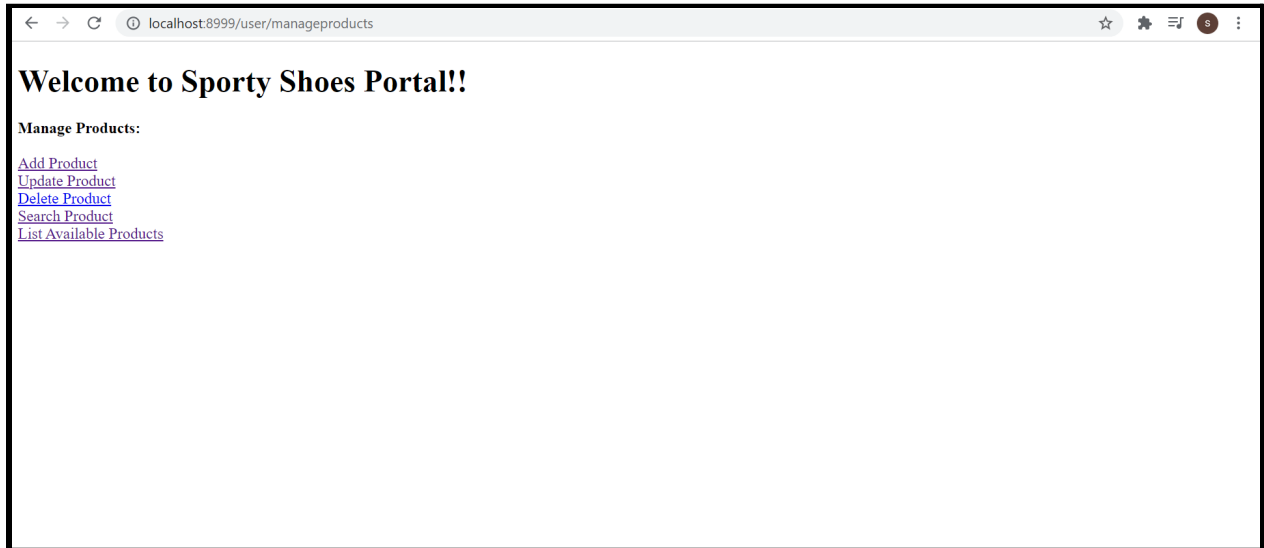 localhost:8999/user/manageproducts
S
Welcome to Sporty Shoes Portal!!
Manage Products:
Add Product
Update Product
Delete Product
Search Product
List Available Products